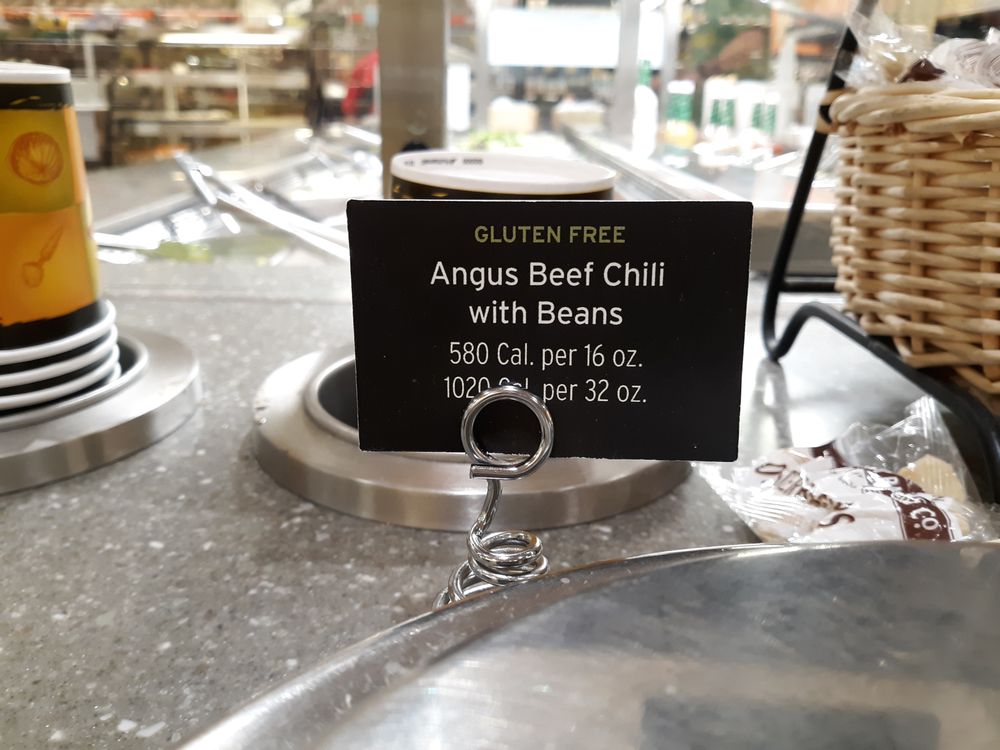 GLUTEN FREE
Angus Beef Chili
with Beans
580 Cal. per 16 oz.
1020 Cal. per 32 oz.